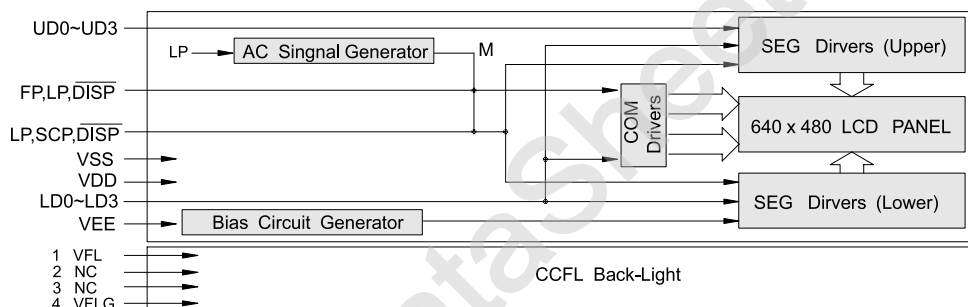 UD0~UD3
LP
AC Singnal Generator
M
SEG Dirvers (Upper)
FP,LP,DISP
COM
Drivers
640 x 480 LCD PANEL
LP,SCP,DISP
VSS
VDD
LD0~LD3
SEG Dirvers (Lower)
VEE
Bias Circuit Generator
1 VFL
2 NC
3 NC
4 VFLG
CCFL Back-Light